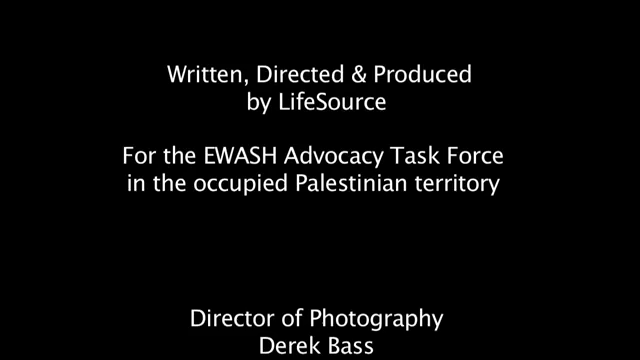 Written, Directed & Produced
by LifeSource
For the EWASH Advocacy Task Force
in the occupied Palestinian territory
Director of Photography
Derek Bass